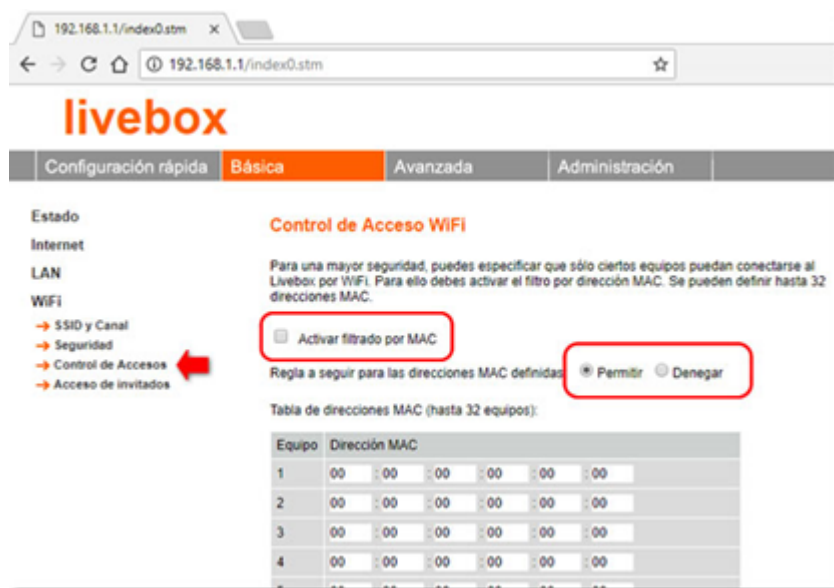 192.168.1.1/index0.stm
192.168.1.1/index0.stm
livebox
Configuración rápida Básica Avanzada Administración
Estado
Internet
LAN
WiFi
SSID y Canal
Seguridad
Control de Accesos
Acceso de invitados
Control de Acceso WiFi
Para una mayor seguridad, puedes especificar que sólo ciertos equipos puedan conectarse al
Livebox por WiFi. Para ello debes activar el filtro por dirección MAC. Se pueden definir hasta 32
direcciones MAC.
Activar filtrado por MAC
Regla a seguir para las direcciones MAC definidas Permitir Denegar
Tabla de direcciones MAC (hasta 32 equipos):
Equipo Dirección MAC
1 00 : 00 : 00 : 00 : 00 : 00
2 00 : 00 : 00 : 00 : 00 : 00
3 00 : 00 : 00 : 00 : 00 : 00
4 00 : 00 : 00 : 00 : 00 : 00